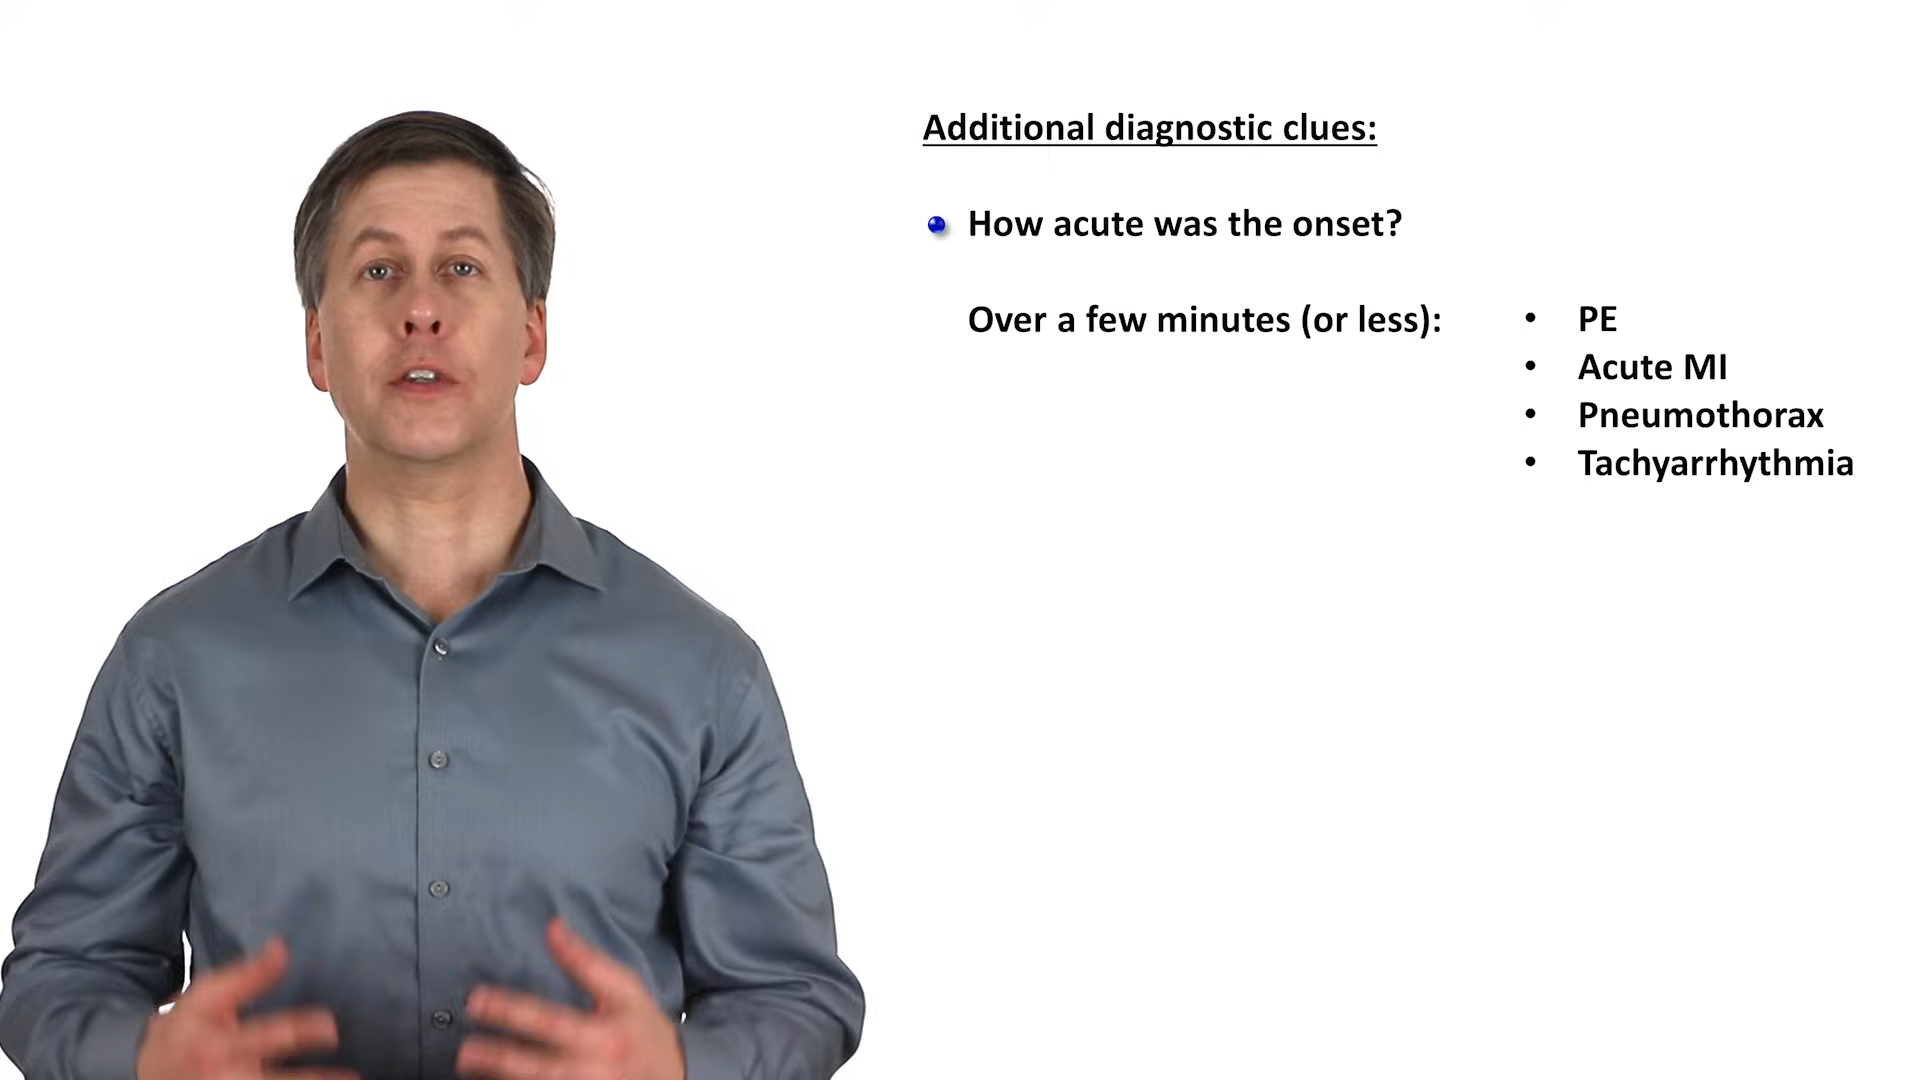 Additional diagnostic clues:
How acute was the onset?
Over a few minutes (or less):
• PE
• Acute MI
• Pneumothorax
• Tachyarrhythmia